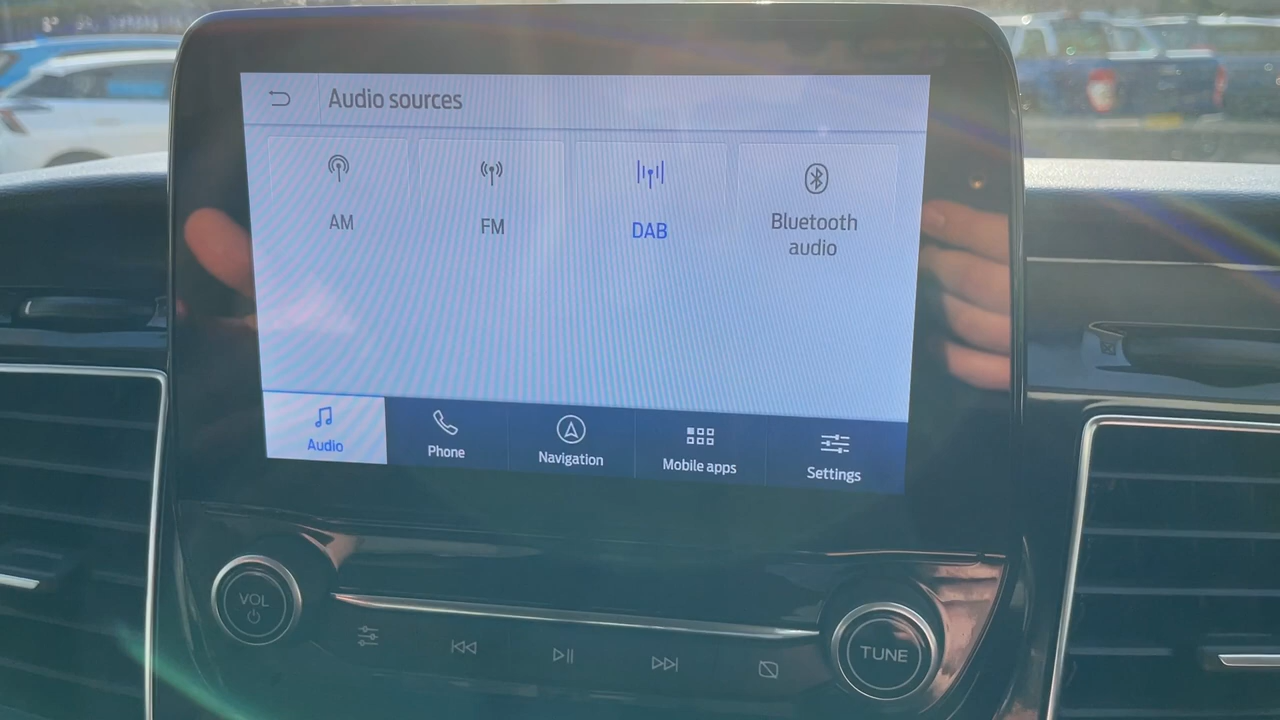 Audio sources
AM
FM
DAB
Bluetooth
audio
Audio
Phone
Navigation
Mobile apps
Settings
VOL
TUNE